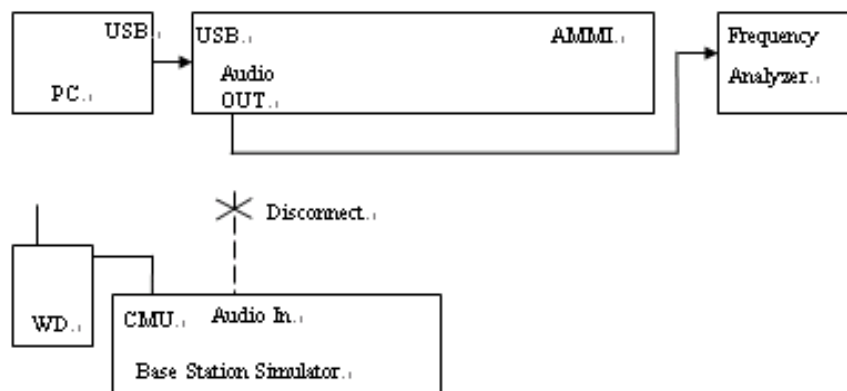 USB
PC
USB
AMMI
Audio
OUT
Frequency
Analyzer
Disconnect
WD
CMU
Audio In
Base Station Simulator